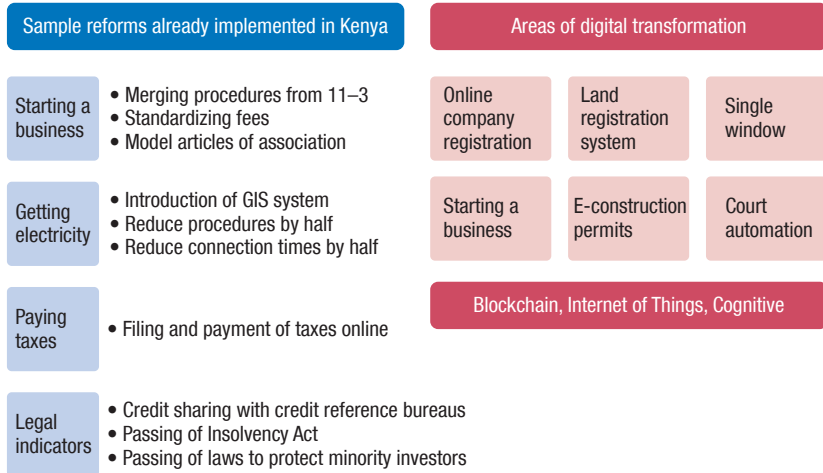 Sample reforms already implemented in Kenya
Starting a
business
• Merging procedures from 11–3
• Standardizing fees
• Model articles of association
Getting
electricity
• Introduction of GIS system
• Reduce procedures by half
• Reduce connection times by half
Paying
taxes
• Filing and payment of taxes online
Legal
indicators
• Credit sharing with credit reference bureaus
• Passing of Insolvency Act
• Passing of laws to protect minority investors
Areas of digital transformation
Online
company
registration
Land
registration
system
Single
window
Starting a
business
E-construction
permits
Court
automation
Blockchain, Internet of Things, Cognitive